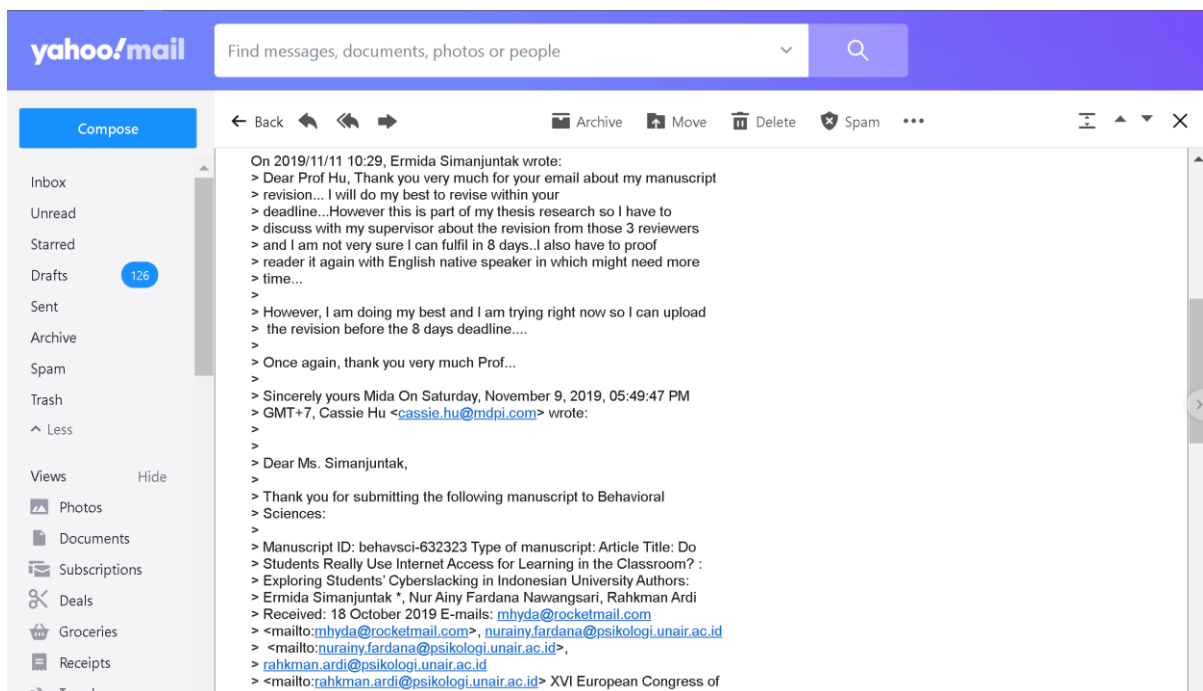 yahoo!mail
Find messages, documents, photos or people
Compose
Back
Archive
Move
Delete
Spam
Inbox
Unread
Starred
Drafts
126
Sent
Archive
Spam
Trash
Less
Views
Hide
Photos
Documents
Subscriptions
Deals
Groceries
Receipts
On 2019/11/11 10:29, Ermida Simanjuntak wrote:
> Dear Prof Hu, Thank you very much for your email about my manuscript
> revision... I will do my best to revise within your
> deadline...However this is part of my thesis research so I have to
> discuss with my supervisor about the revision from those 3 reviewers
> and I am not very sure I can fulfil in 8 days..I also have to proof
> reader it again with English native speaker in which might need more
> time...
>
> However, I am doing my best and I am trying right now so I can upload
> the revision before the 8 days deadline....
>
> Once again, thank you very much Prof...
>
> Sincerely yours Mida On Saturday, November 9, 2019, 05:49:47 PM
> GMT+7, Cassie Hu <cassie.hu@mdpi.com> wrote:
>
>
> Dear Ms. Simanjuntak,
>
> Thank you for submitting the following manuscript to Behavioral
> Sciences:
>
> Manuscript ID: behavsci-632323 Type of manuscript: Article Title: Do
> Students Really Use Internet Access for Learning in the Classroom? :
> Exploring Students' Cyberslacking in Indonesian University Authors:
> Ermida Simanjuntak *, Nur Ainy Fardana Nawangsari, Rahkman Ardi
> Received: 18 October 2019 E-mails: mhyda@rocketmail.com
> <mailto:mhyda@rocketmail.com>, nurainy.fardana@psikologi.unair.ac.id
> <mailto:nurainy.fardana@psikologi.unair.ac.id>,
> rahkman.ardi@psikologi.unair.ac.id
> <mailto:rahkman.ardi@psikologi.unair.ac.id> XVI European Congress of